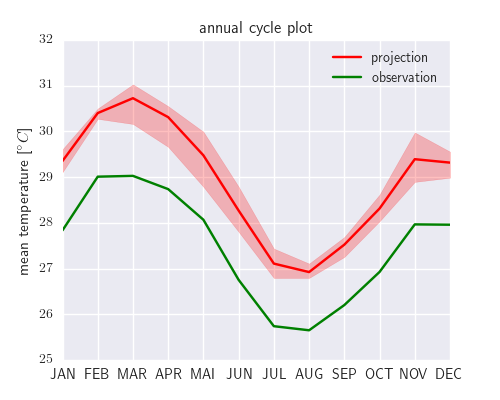 annual cycle plot
projection
observation
mean temperature [°C]
32
31
30
29
28
27
26
25
JAN FEB MAR APR MAI JUN JUL AUG SEP OCT NOV DEC